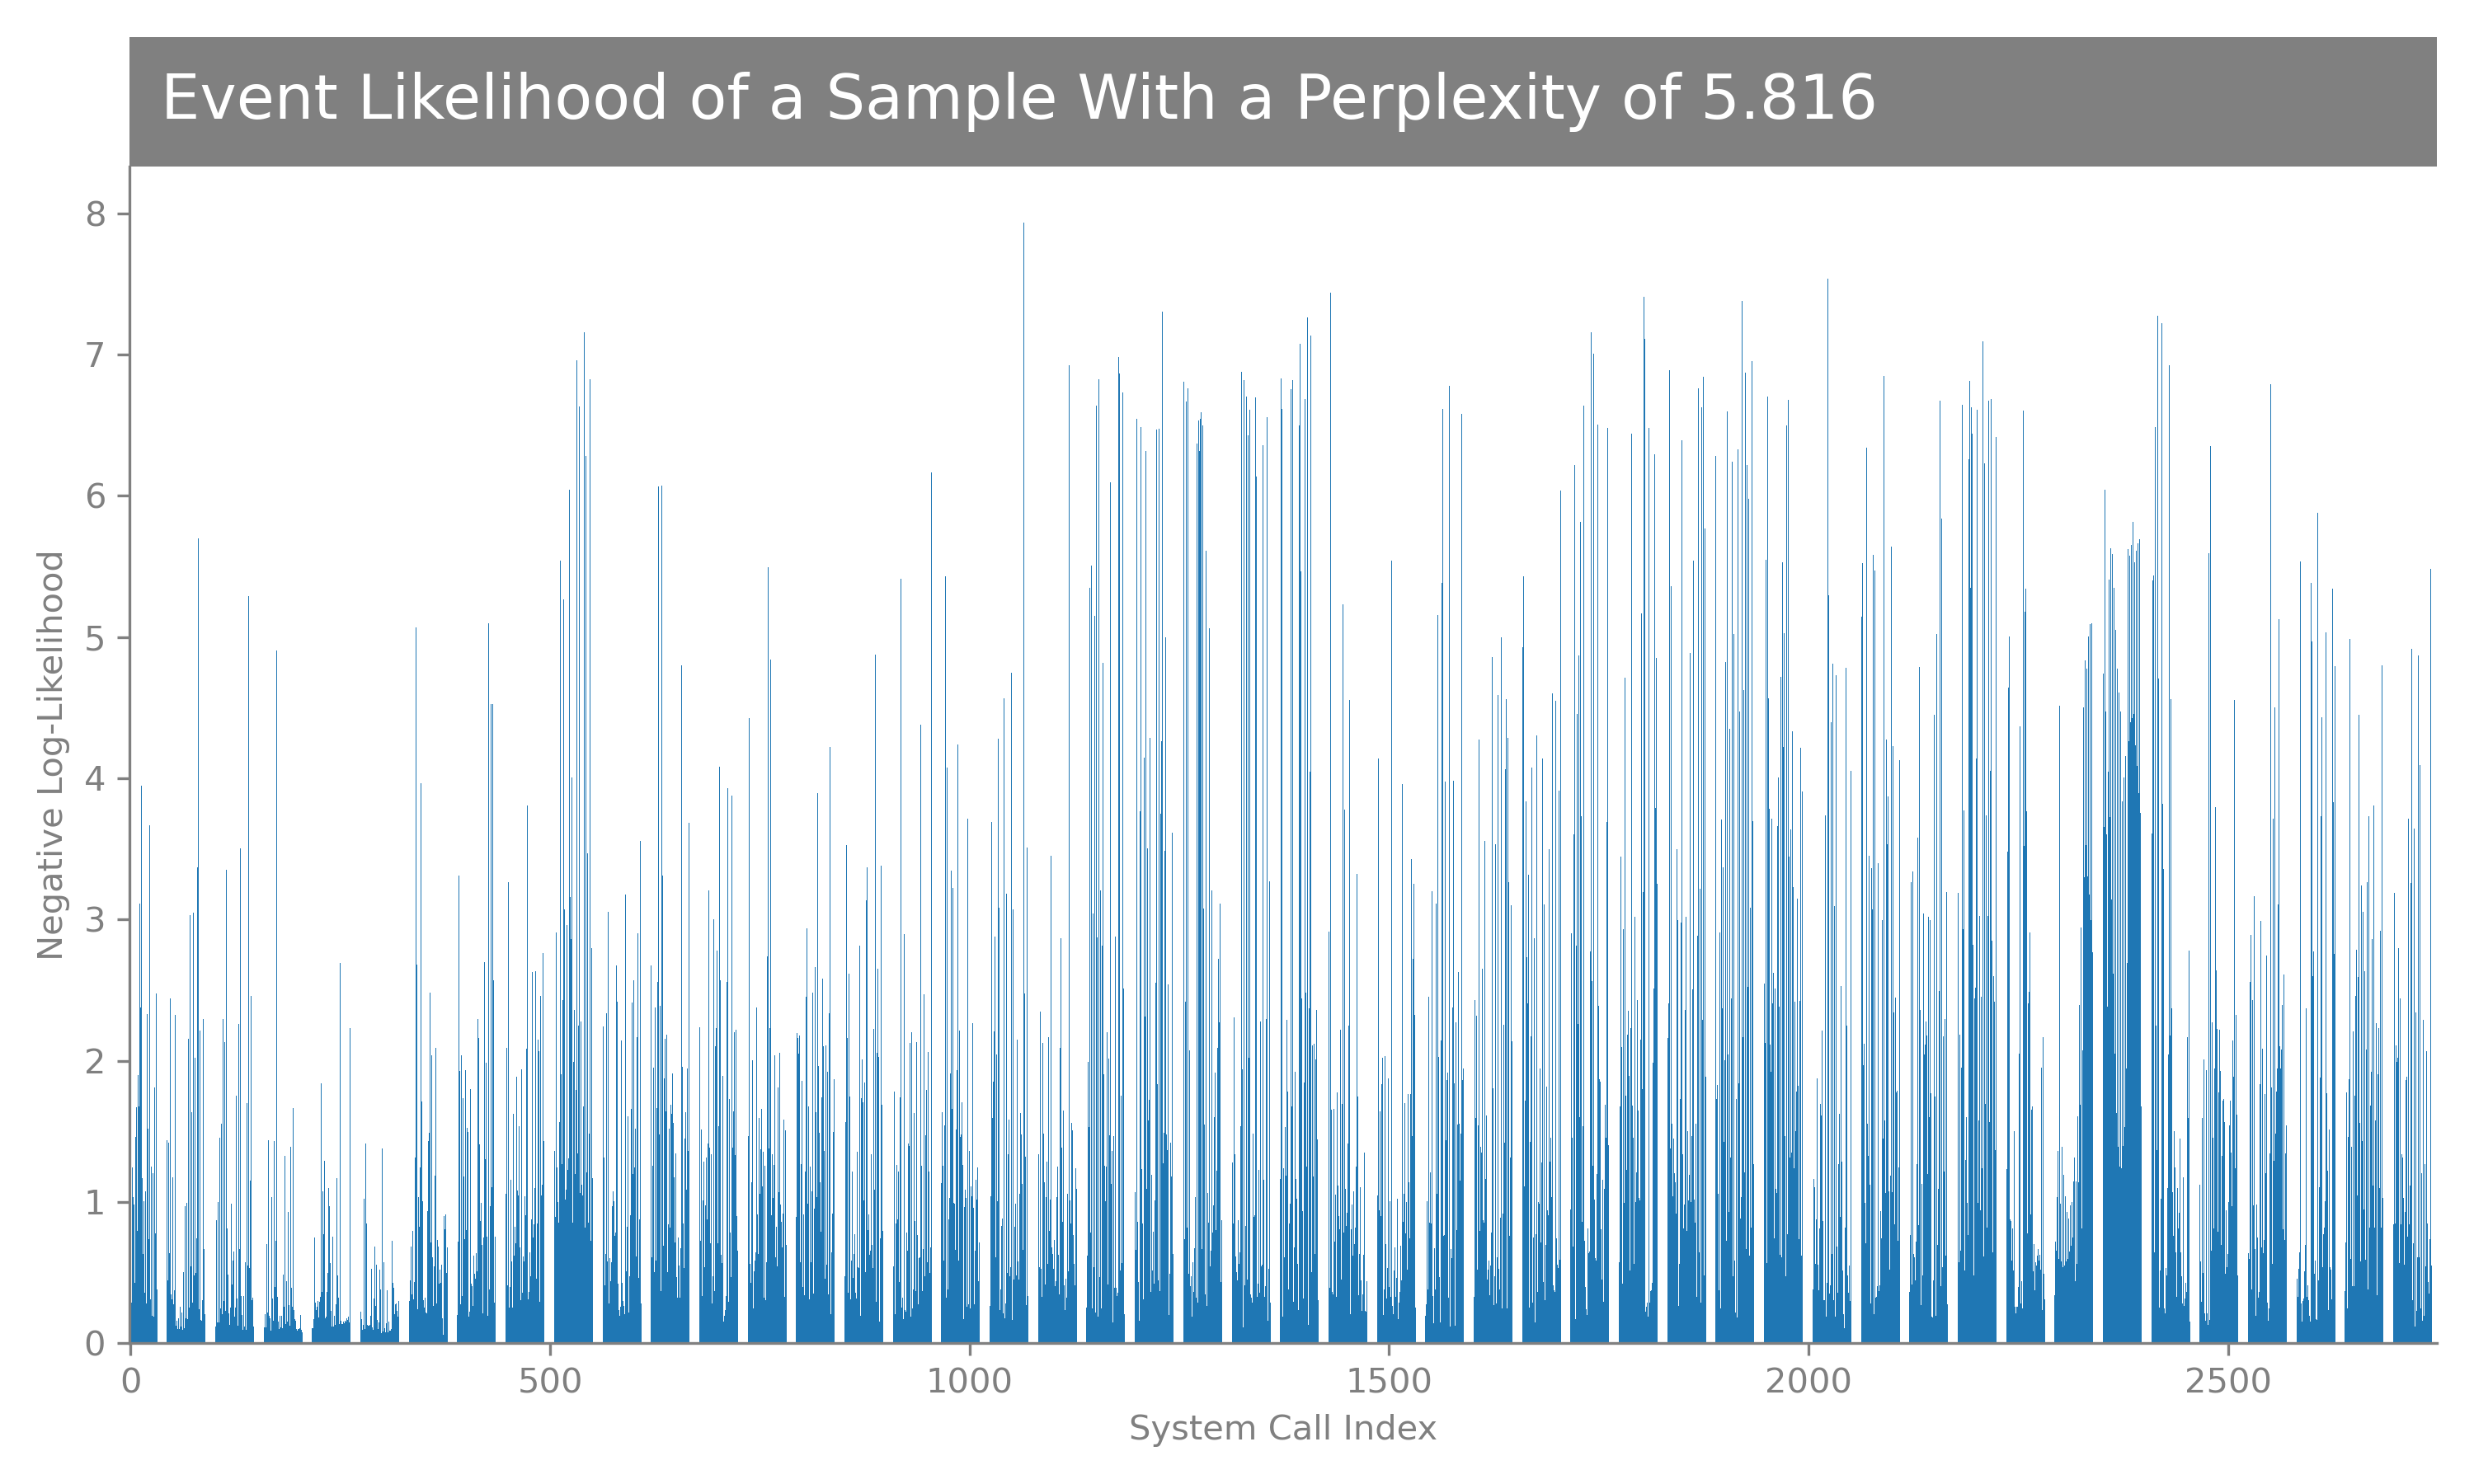 Event Likelihood of a Sample With a Perplexity of 5.816
8
7
6
5
4
3
2
1
0
Negative Log-Likelihood
0 500 1000 1500 2000 2500
System Call Index